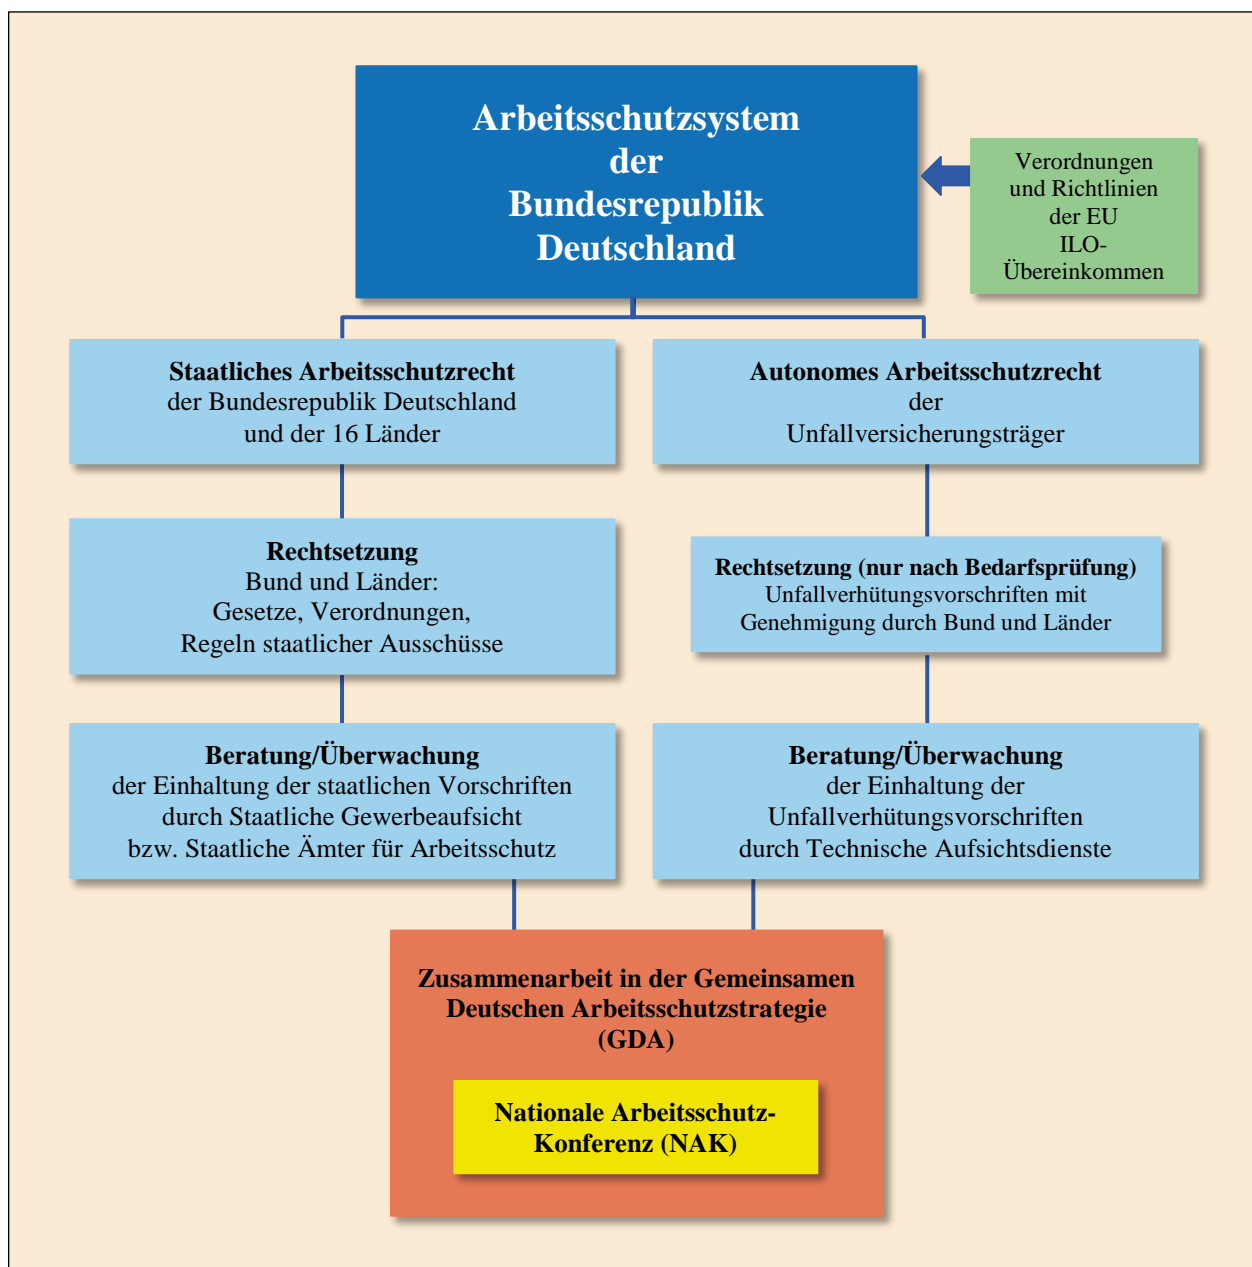 Arbeitsschutzsystem
der
Bundesrepublik
Deutschland
Verordnungen
und Richtlinien
der EU
ILO-
Übereinkommen
Staatliches Arbeitsschutzrecht
der Bundesrepublik Deutschland
und der 16 Länder
Autonomes Arbeitsschutzrecht
der
Unfallversicherungsträger
Rechtsetzung
Bund und Länder:
Gesetze, Verordnungen,
Regeln staatlicher Ausschüsse
Rechtsetzung (nur nach Bedarfsprüfung)
Unfallverhütungsvorschriften mit
Genehmigung durch Bund und Länder
Beratung/Überwachung
der Einhaltung der staatlichen Vorschriften
durch Staatliche Gewerbeaufsicht
bzw. Staatliche Ämter für Arbeitsschutz
Beratung/Überwachung
der Einhaltung der
Unfallverhütungsvorschriften
durch Technische Aufsichtsdienste
Zusammenarbeit in der Gemeinsamen
Deutschen Arbeitsschutzstrategie
(GDA)
Nationale Arbeitsschutz-
Konferenz (NAK)